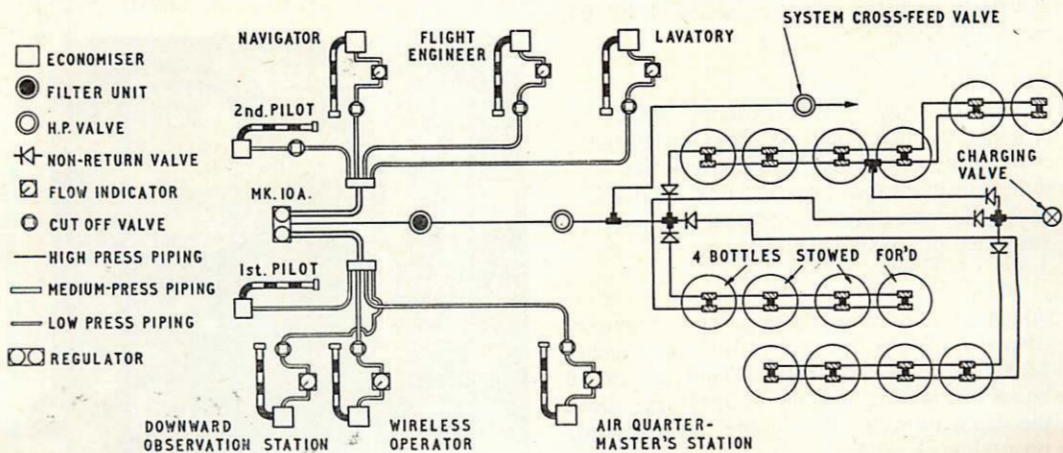 SYSTEM CROSS-FEED VALVE
ECONOMISER
FILTER UNIT
H.P. VALVE
NON-RETURN VALVE
FLOW INDICATOR
CUT OFF VALVE
HIGH PRESS PIPING
MEDIUM-PRESS PIPING
LOW PRESS PIPING
REGULATOR
NAVIGATOR
FLIGHT
ENGINEER
LAVATORY
2nd. PILOT
MK. 10A.
1st. PILOT
CHARGING
VALVE
4 BOTTLES STOWED FOR'D
DOWNWARD
OBSERVATION STATION
WIRELESS
OPERATOR
AIR QUARTER-
MASTER'S STATION